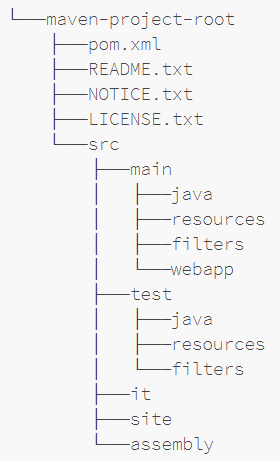 └──maven-project-root
   ├──pom.xml
   ├──README.txt
   ├──NOTICE.txt
   ├──LICENSE.txt
   └──src
      ├──main
      │  ├──java
      │  ├──resources
      │  ├──filters
      │  └──webapp
      ├──test
      │  ├──java
      │  ├──resources
      │  └──filters
      ├──it
      ├──site
      └──assembly